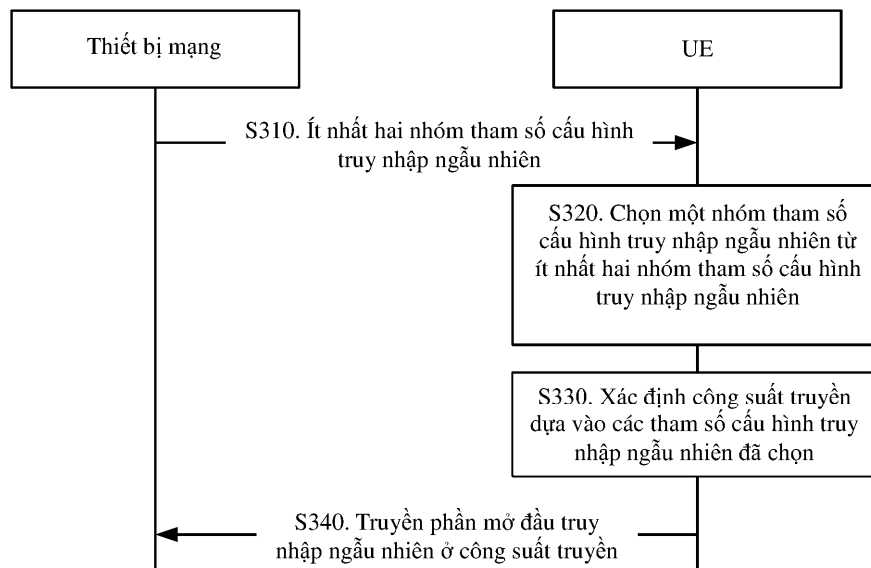 Thiết bị mạng
UE
S310. Ít nhất hai nhóm tham số cấu hình
truy nhập ngẫu nhiên
S320. Chọn một nhóm tham số
cấu hình truy nhập ngẫu nhiên từ
ít nhất hai nhóm tham số cấu hình
truy nhập ngẫu nhiên
S330. Xác định công suất truyền
dựa vào các tham số cấu hình truy
nhập ngẫu nhiên đã chọn
S340. Truyền phần mở đầu truy
nhập ngẫu nhiên ở công suất truyền